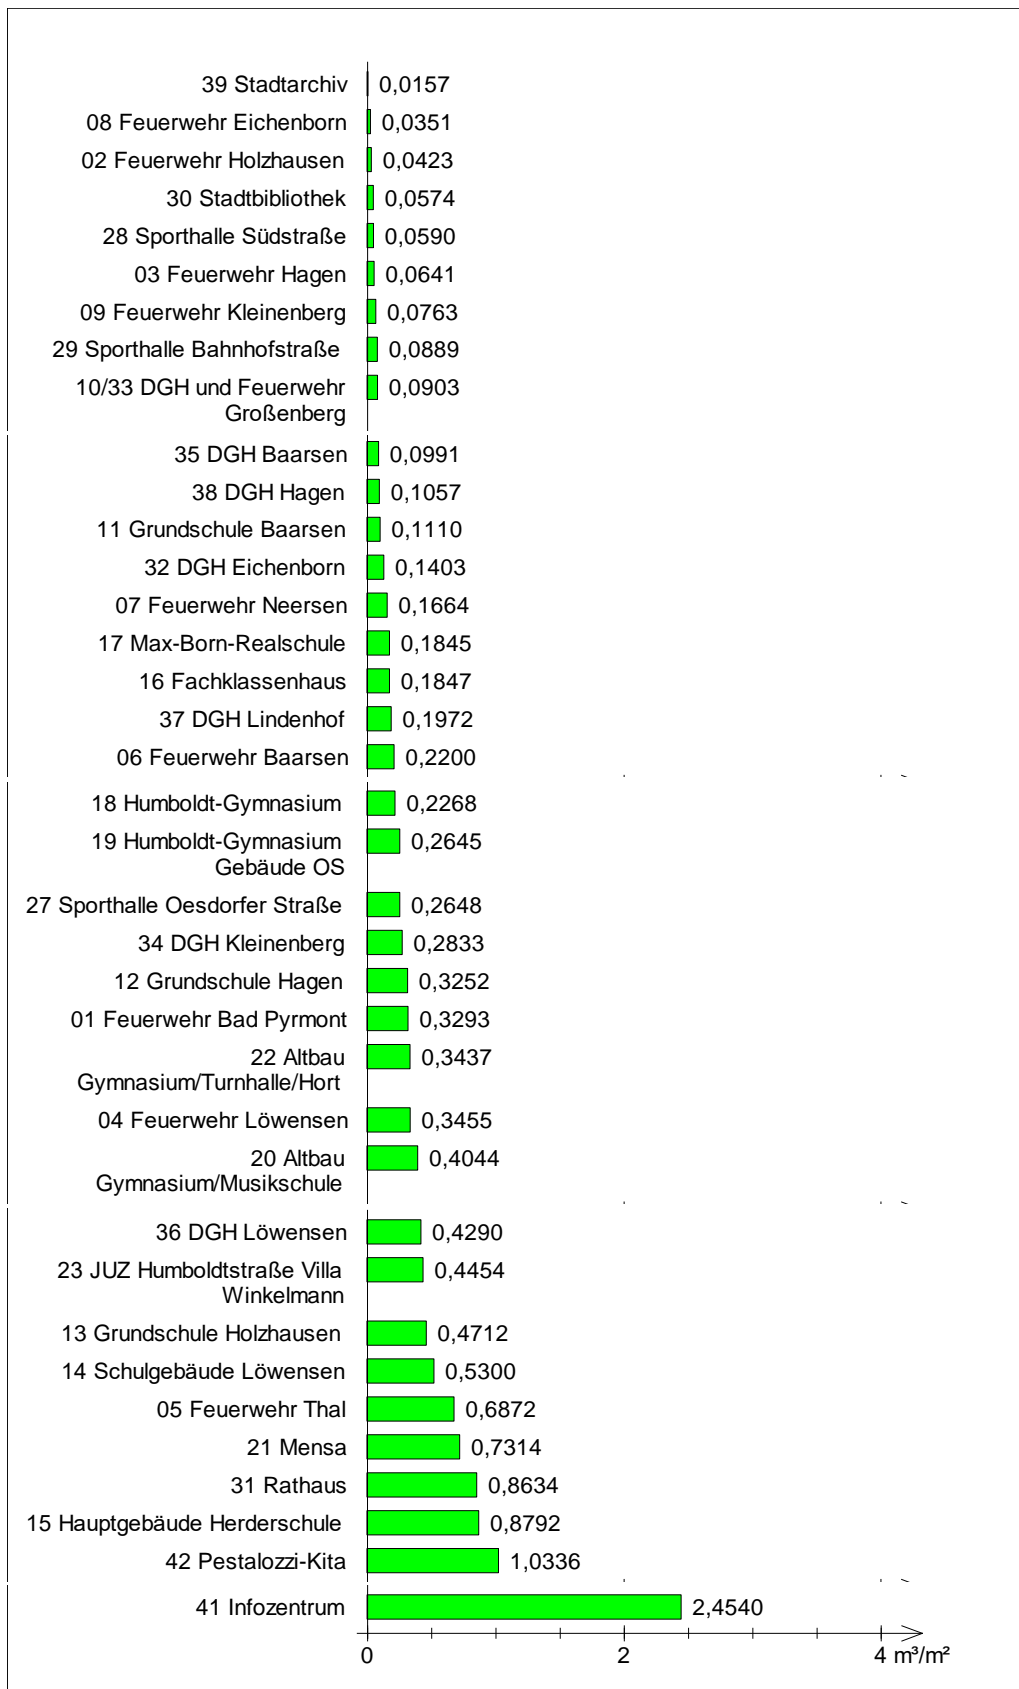 39 Stadtarchiv 0,0157
08 Feuerwehr Eichenborn 0,0351
02 Feuerwehr Holzhausen 0,0423
30 Stadtbibliothek 0,0574
28 Sporthalle Südstraße 0,0590
03 Feuerwehr Hagen 0,0641
09 Feuerwehr Kleinenberg 0,0763
29 Sporthalle Bahnhofstraße 0,0889
10/33 DGH und Feuerwehr 0,0903
Großenberg
35 DGH Baarsen 0,0991
38 DGH Hagen 0,1057
11 Grundschule Baarsen 0,1110
32 DGH Eichenborn 0,1403
07 Feuerwehr Neersen 0,1664
17 Max-Born-Realschule 0,1845
16 Fachklassenhaus 0,1847
37 DGH Lindenhof 0,1972
06 Feuerwehr Baarsen 0,2200
18 Humboldt-Gymnasium 0,2268
19 Humboldt-Gymnasium 0,2645
Gebäude OS
27 Sporthalle Oesdorfer Straße 0,2648
34 DGH Kleinenberg 0,2833
12 Grundschule Hagen 0,3252
01 Feuerwehr Bad Pyrmont 0,3293
22 Altbau 0,3437
Gymnasium/Turnhalle/Hort
04 Feuerwehr Löwensen 0,3455
20 Altbau 0,4044
Gymnasium/Musikschule
36 DGH Löwensen 0,4290
23 JUZ Humboldtstraße Villa 0,4454
Winkelmann
13 Grundschule Holzhausen 0,4712
14 Schulgebäude Löwensen 0,5300
05 Feuerwehr Thal 0,6872
21 Mensa 0,7314
31 Rathaus 0,8634
15 Hauptgebäude Herderschule 0,8792
42 Pestalozzi-Kita 1,0336
41 Infozentrum 2,4540
0 2 4 m³/m²